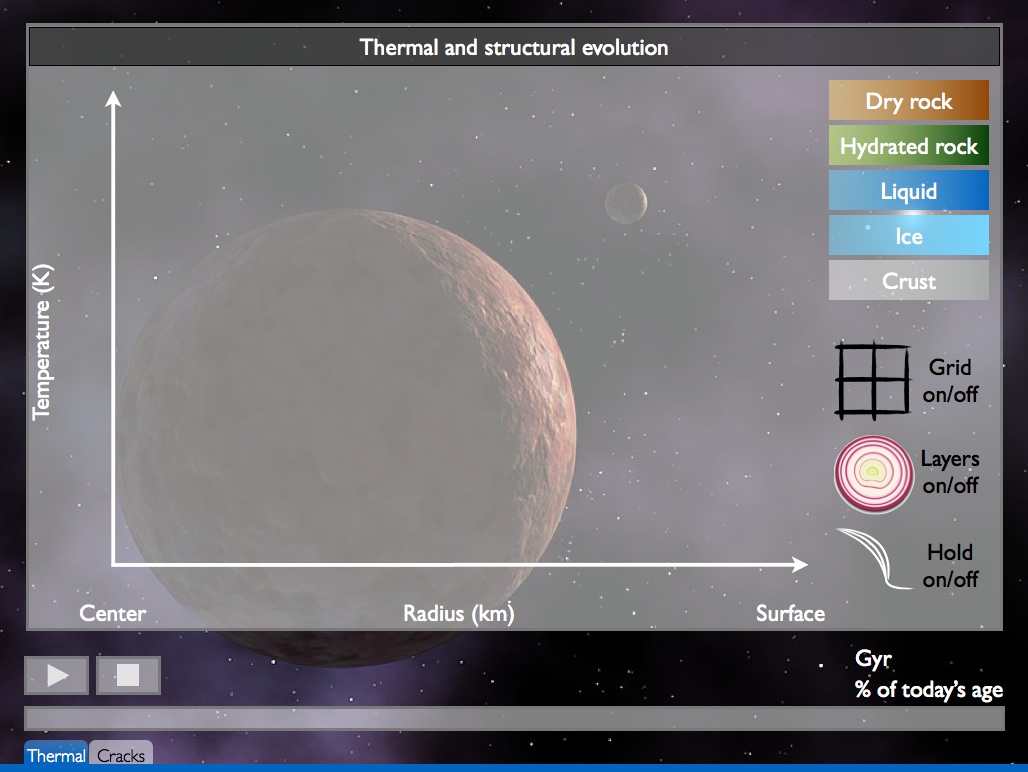 Thermal and structural evolution
Dry rock
Hydrated rock
Liquid
Ice
Crust
Temperature (K)
Grid
on/off
Layers
on/off
Hold
on/off
Center
Radius (km)
Surface
Gyr
% of today's age
Thermal
Cracks